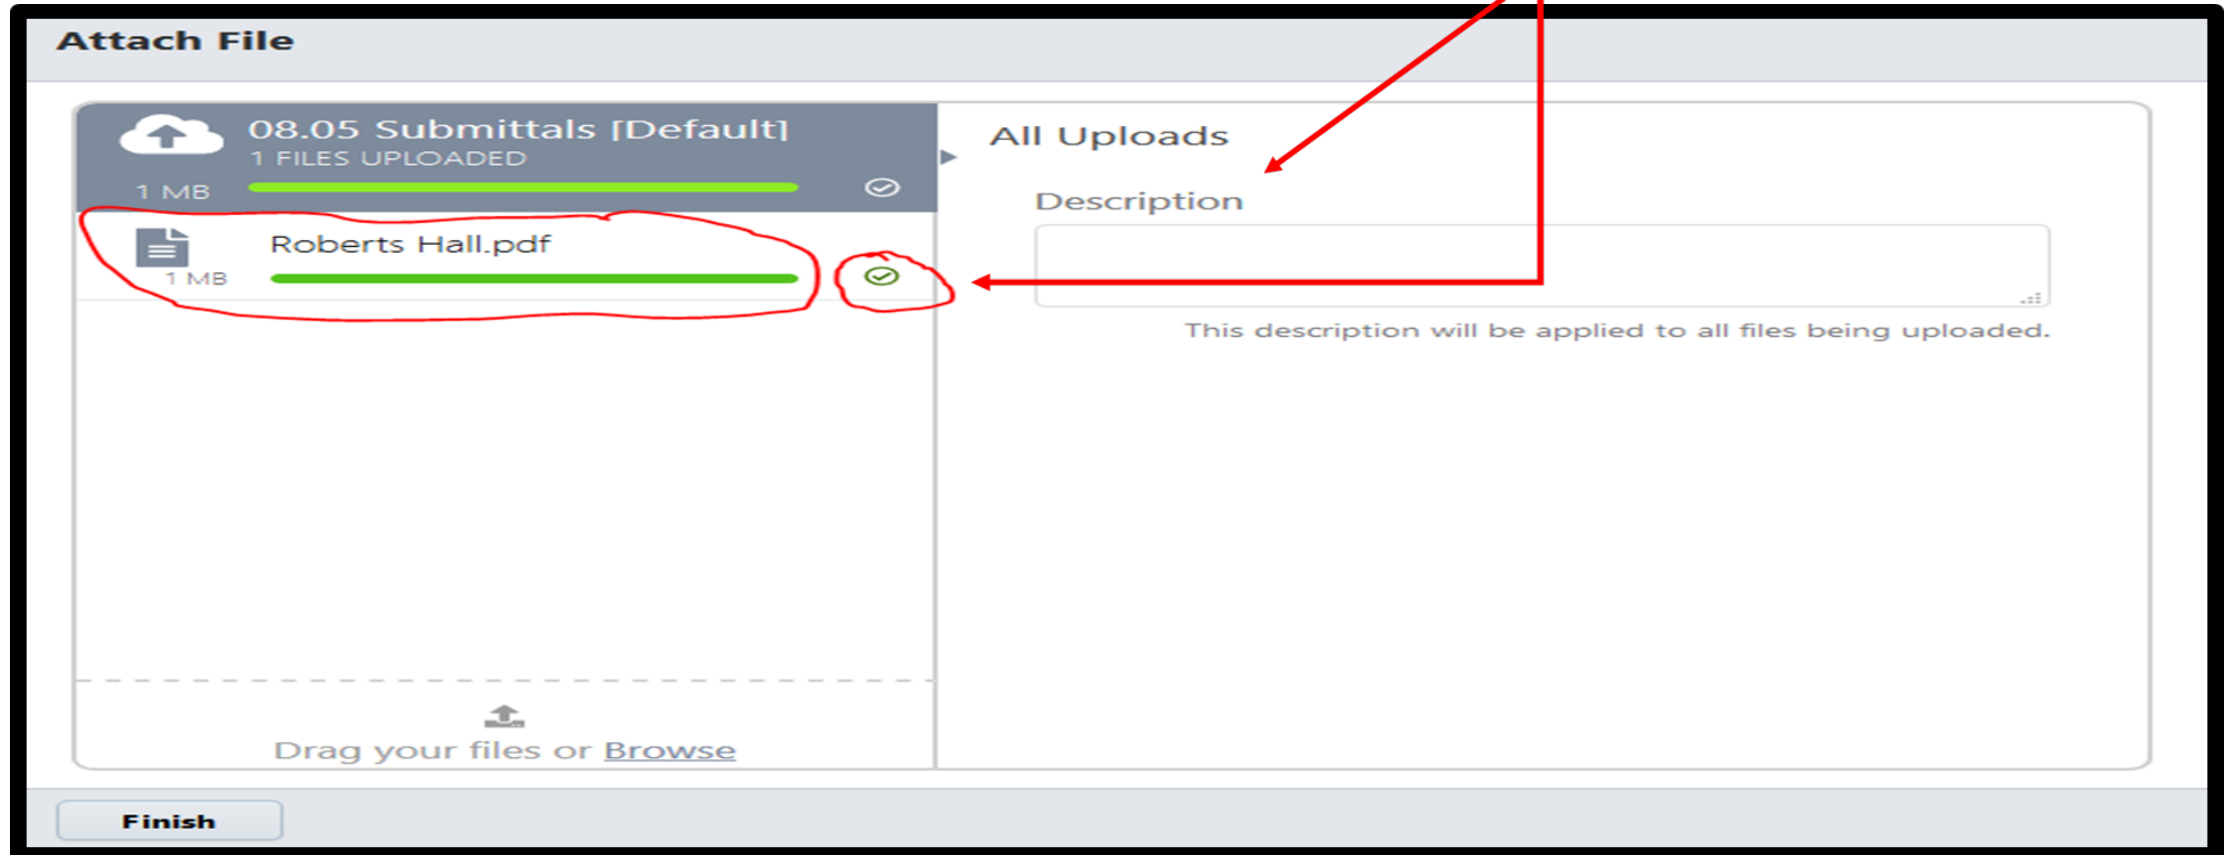 Attach File
08.05 Submittals [Default]
1 FILES UPLOADED
1 MB
Roberts Hall.pdf
1 MB
Drag your files or Browse
All Uploads
Description
This description will be applied to all files being uploaded.
Finish